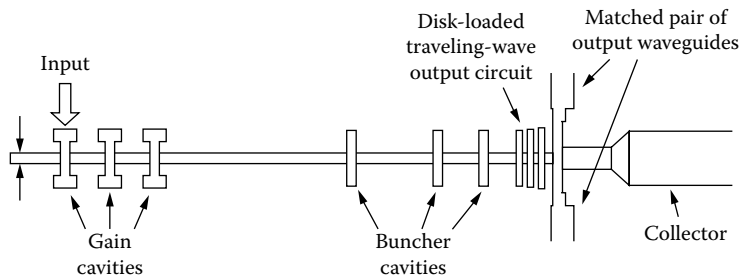 Input
Disk-loaded
traveling-wave
output circuit
Matched pair of
output waveguides
Gain
cavities
Buncher
cavities
Collector